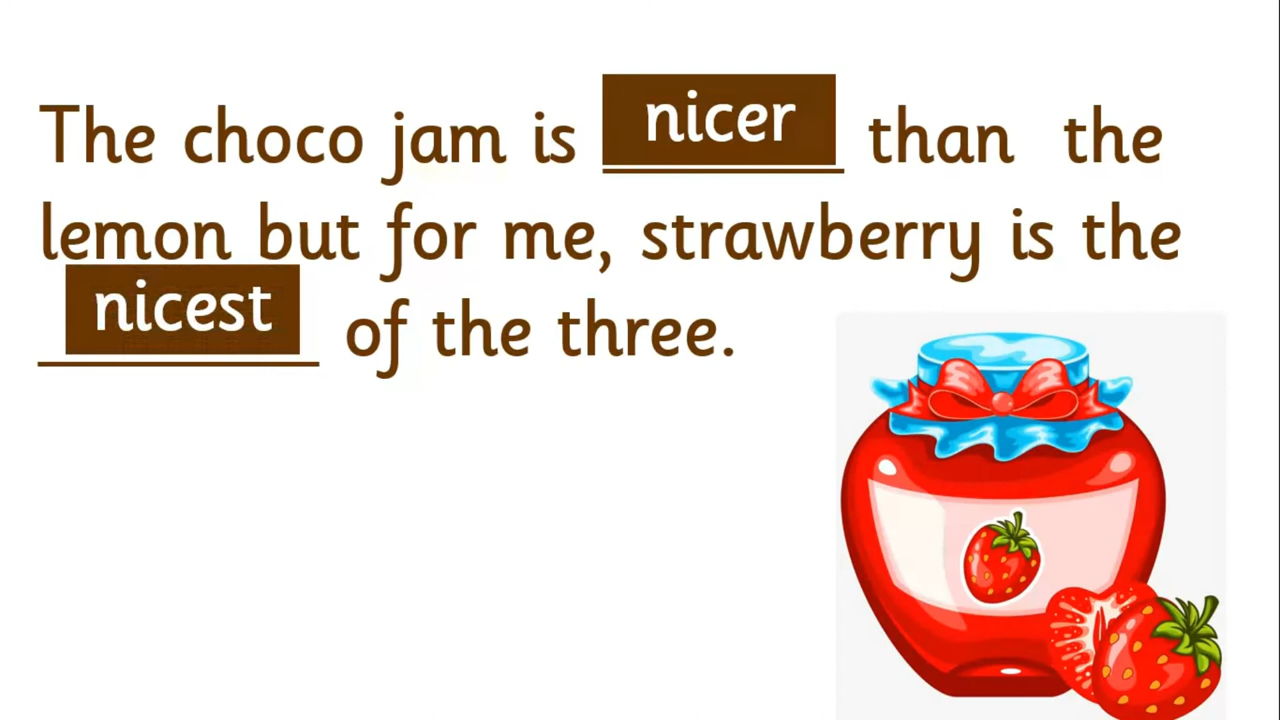 The choco jam is nicer than the
lemon but for me, strawberry is the
nicest of the three.